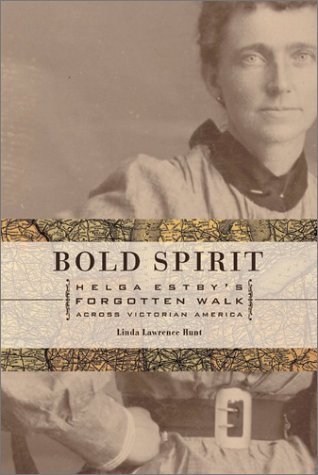 BOLD SPIRIT
HELGA ESTBY'S
FORGOTTEN WALK
ACROSS VICTORIAN AMERICA
Linda Lawrence Hunt